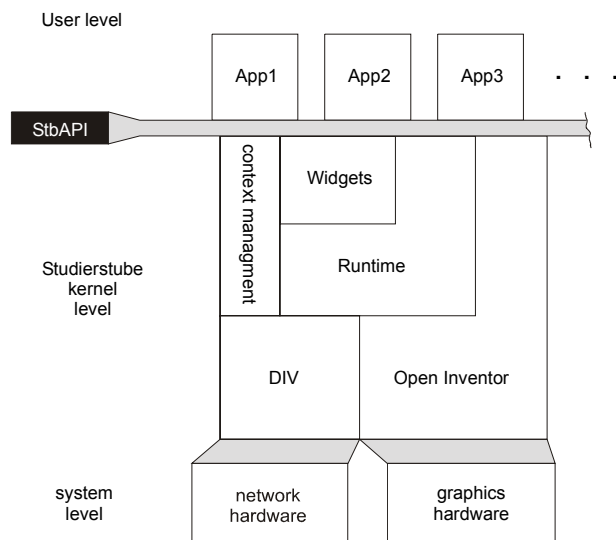 User level
App1
App2
App3
. . .
StbAPI
context managment
Widgets
Runtime
Studierstube
kernel
level
DIV
Open Inventor
system
level
network
hardware
graphics
hardware